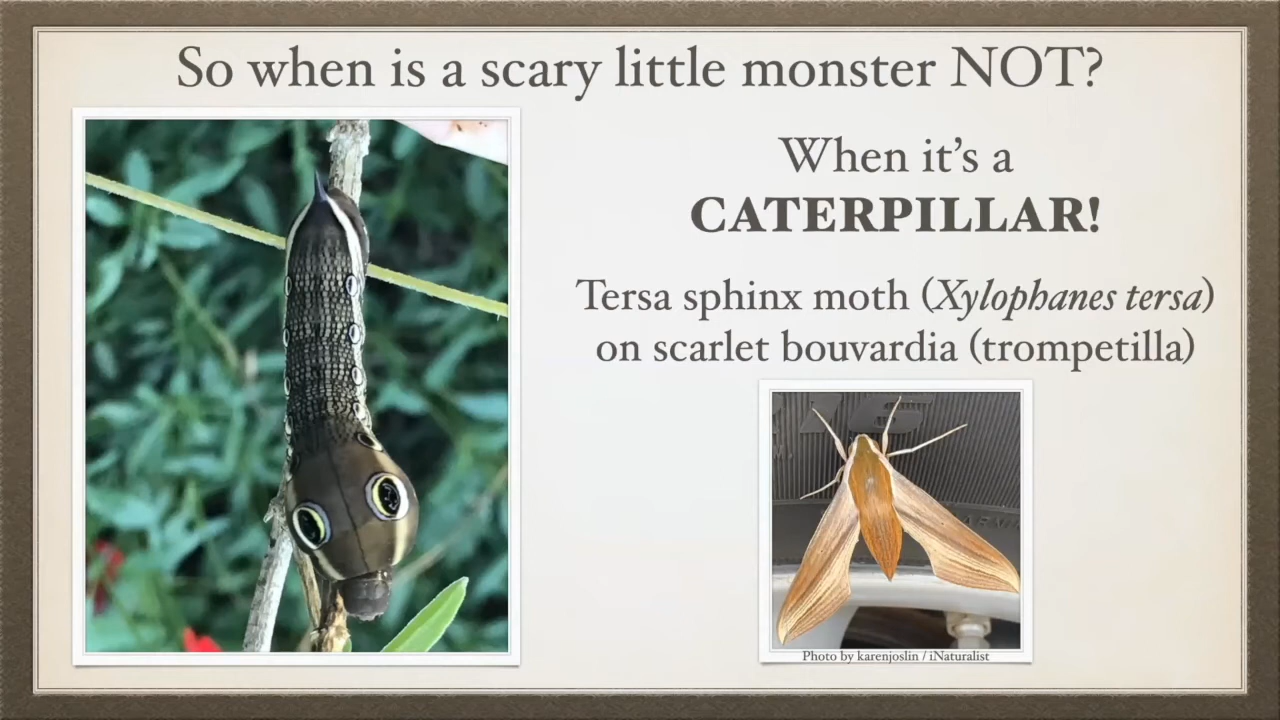 So when is a scary little monster NOT?
When it’s a
CATERPILLAR!
Tersa sphinx moth (Xylophanes tersa)
on scarlet bouvardia (trompetilla)
Photo by karenjoslin / iNaturalist